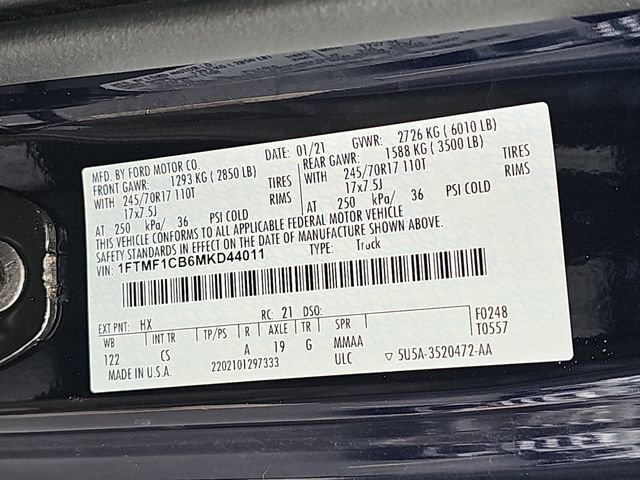 MFD. BY FORD MOTOR CO.
DATE: 01/21 GVWR: 2726 KG ( 6010 LB)
FRONT GAWR: 1293 KG ( 2850 LB) REAR GAWR: 1588 KG ( 3500 LB)
WITH 245/70R17 110T TIRES WITH 245/70R17 110T TIRES
17x7.5J RIMS 17x7.5J RIMS
AT 250 kPa/ 36 PSI COLD AT 250 kPa/ 36 PSI COLD
THIS VEHICLE CONFORMS TO ALL APPLICABLE FEDERAL MOTOR VEHICLE
SAFETY STANDARDS IN EFFECT ON THE DATE OF MANUFACTURE SHOWN ABOVE.
VIN: 1FTMF1CB6MKD44011 TYPE: Truck
EXT PNT: HX RC: 21 DSO: F0248
WB INT TR TP/PS R AXLE TR SPR T0557
122 CS A 19 G MMAA
MADE IN U.S.A. 2202101297333 ULC ▽ 5U5A-3520472-AA